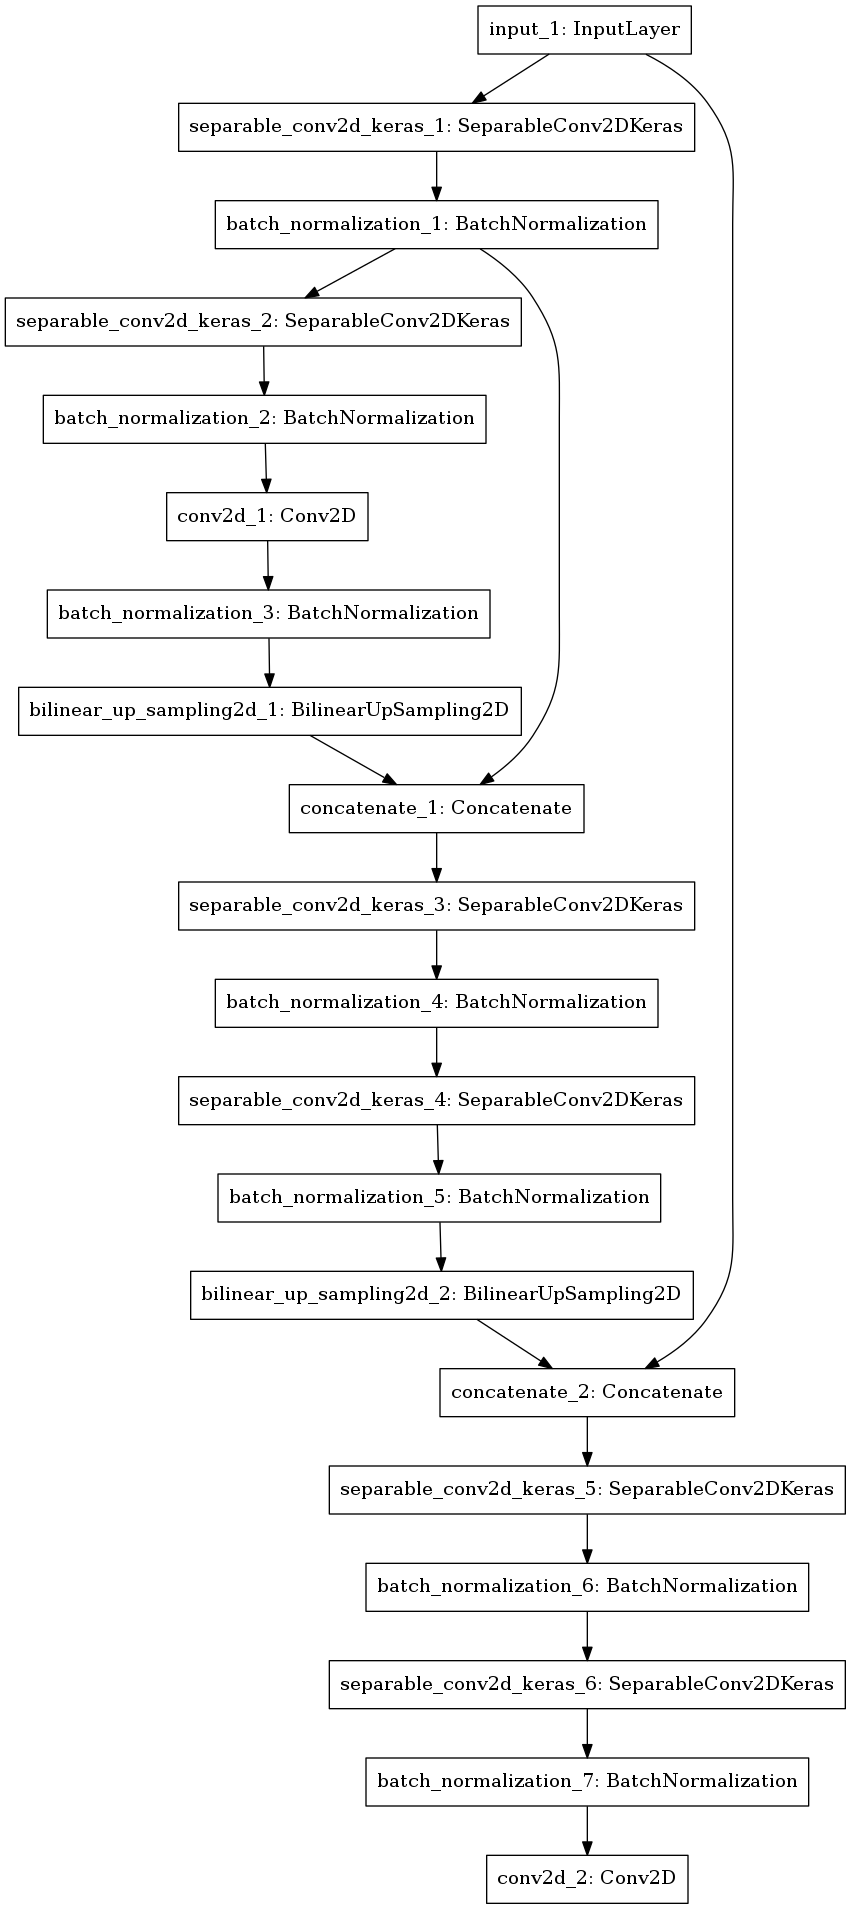 input_1: InputLayer
separable_conv2d_keras_1: SeparableConv2DKeras
batch_normalization_1: BatchNormalization
separable_conv2d_keras_2: SeparableConv2DKeras
batch_normalization_2: BatchNormalization
conv2d_1: Conv2D
batch_normalization_3: BatchNormalization
bilinear_up_sampling2d_1: BilinearUpSampling2D
concatenate_1: Concatenate
separable_conv2d_keras_3: SeparableConv2DKeras
batch_normalization_4: BatchNormalization
separable_conv2d_keras_4: SeparableConv2DKeras
batch_normalization_5: BatchNormalization
bilinear_up_sampling2d_2: BilinearUpSampling2D
concatenate_2: Concatenate
separable_conv2d_keras_5: SeparableConv2DKeras
batch_normalization_6: BatchNormalization
separable_conv2d_keras_6: SeparableConv2DKeras
batch_normalization_7: BatchNormalization
conv2d_2: Conv2D